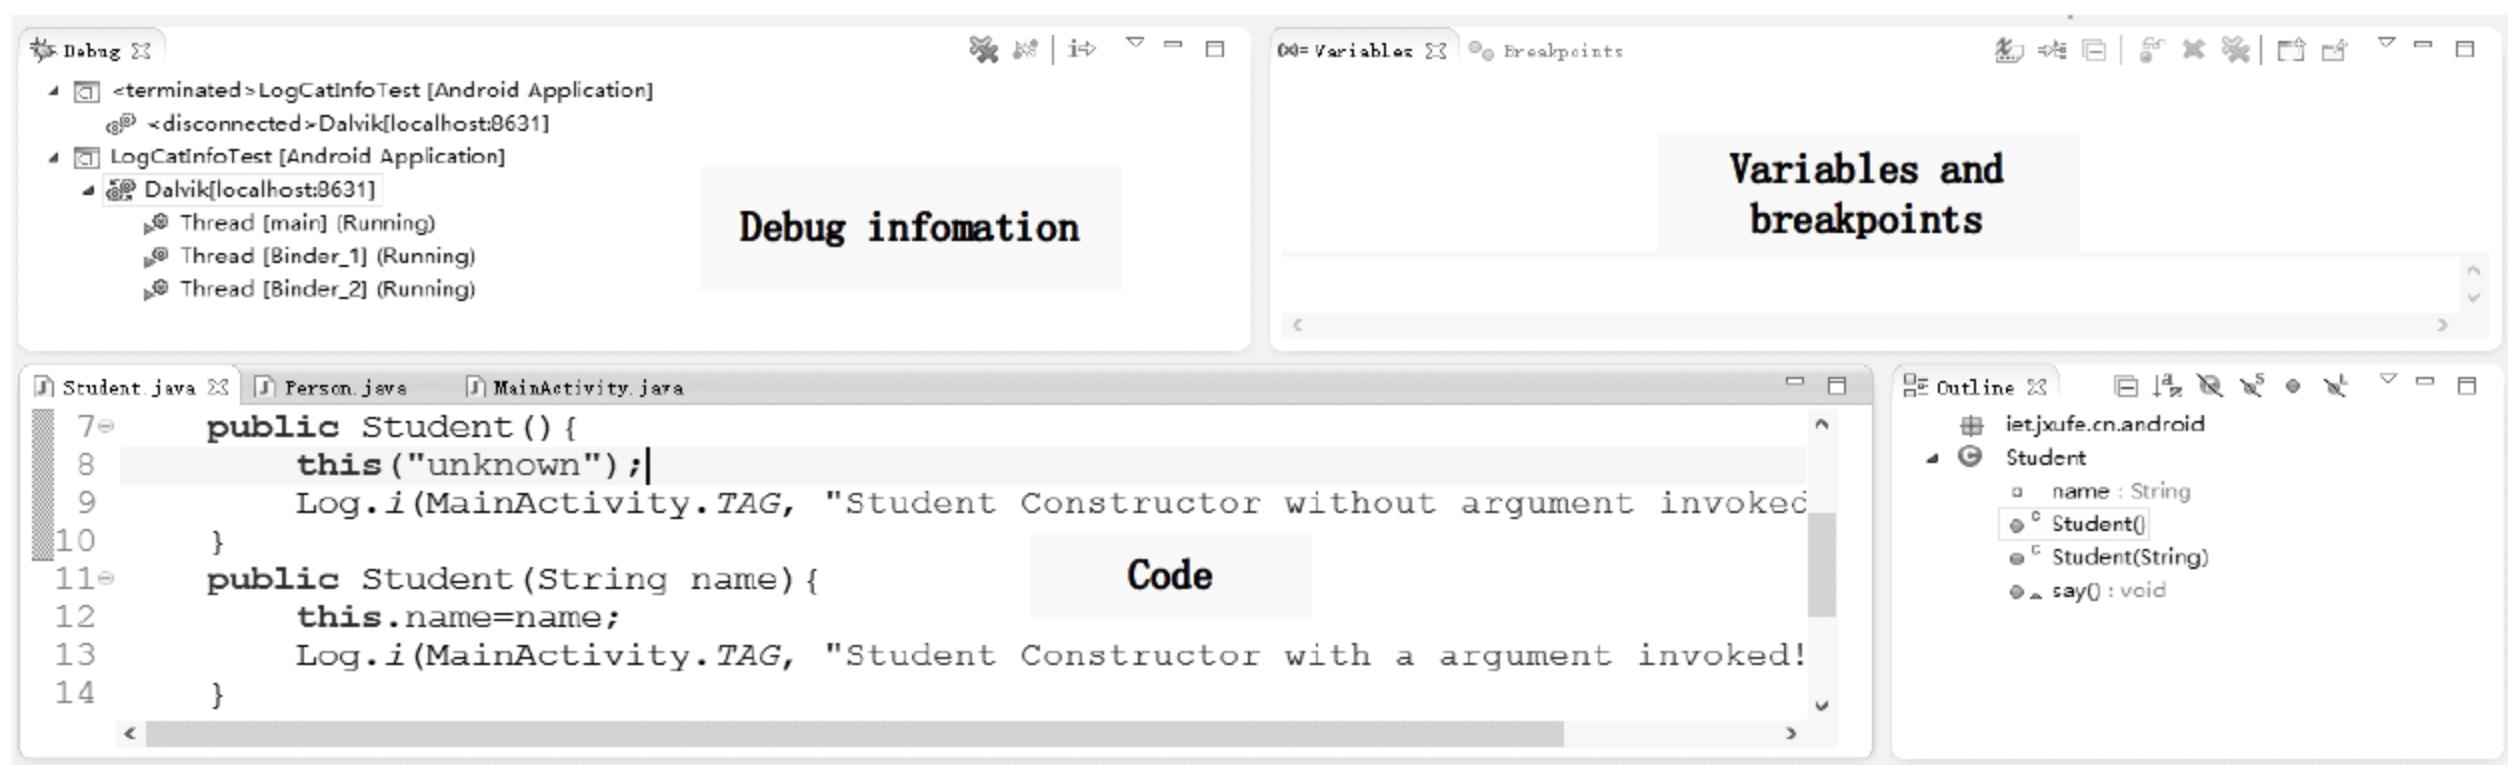 Debug
<terminated>LogCatInfoTest [Android Application]
<disconnected>Dalvik[localhost:8631]
LogCatInfoTest [Android Application]
Dalvik[localhost:8631]
Thread [main] (Running)
Thread [Binder_1] (Running)
Thread [Binder_2] (Running)
Debug infomation
(x)= Variables Breakpoints
Variables and
breakpoints
Student.java Person.java MainActivity.java
7 public Student(){
8 this("unknown");
9 Log.i(MainActivity.TAG, "Student Constructor without argument invoked
10 }
11 public Student(String name){
12 this.name=name;
13 Log.i(MainActivity.TAG, "Student Constructor with a argument invoked!
14 }
Code
Outline
iet.jxufe.cn.android
Student
name : String
Student()
Student(String)
say() : void